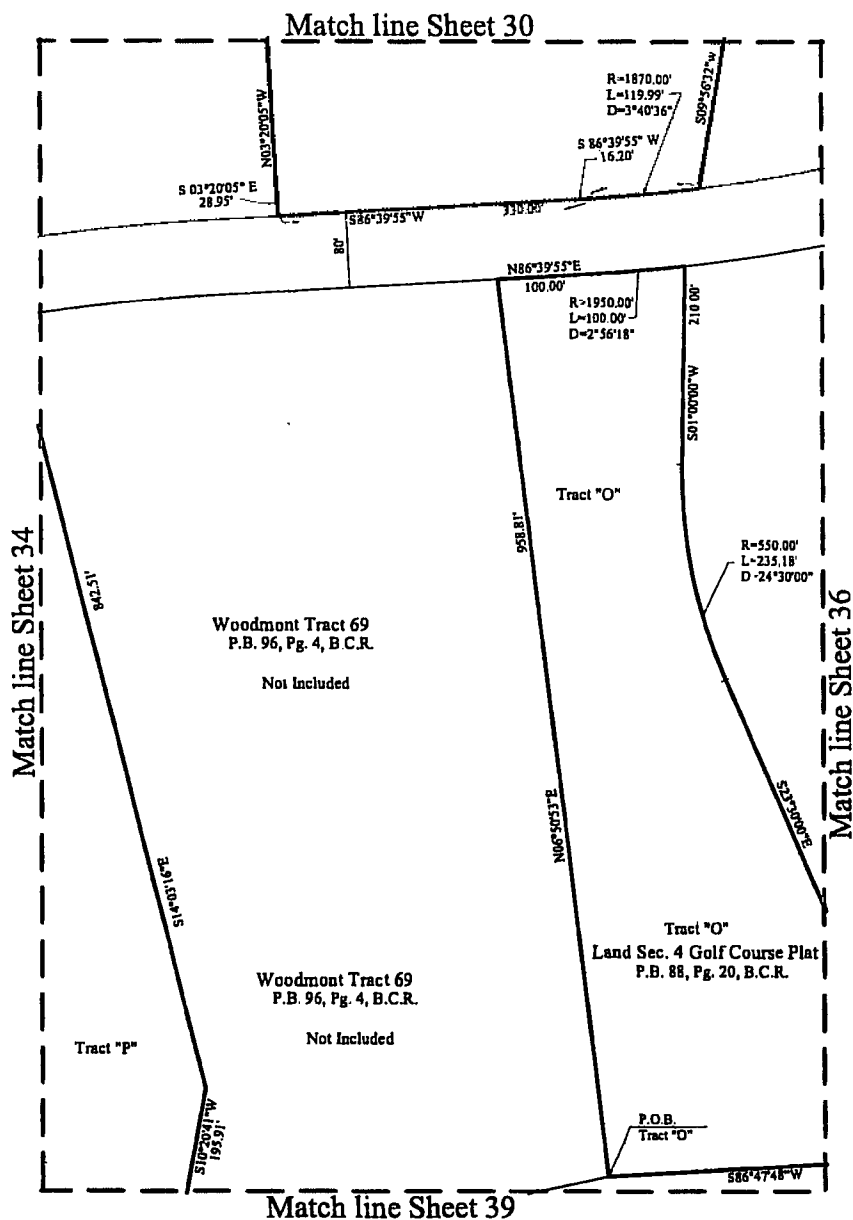 Match line Sheet 30
R=1870.00'
L=119.99'
D=3°40'36"
S09°56'32"W
N03°20'05"W
S 86°39'55" W
16.20'
S 03°20'05" E
28.95'
S86°39'55"W
330.00'
80'
N86°39'55"E
100.00'
R=1950.00'
L=100.00'
D=2°56'18"
210.00'
S01°00'00"W
Tract "O"
958.81'
R=550.00'
L=235.18'
D-24°30'00"
Match line Sheet 34
842.51'
Woodmont Tract 69
P.B. 96, Pg. 4, B.C.R.
Not Included
Match line Sheet 36
S23°30'00"E
N06°50'53"E
S14°03'16"E
Tract "O"
Land Sec. 4 Golf Course Plat
P.B. 88, Pg. 20, B.C.R.
Woodmont Tract 69
P.B. 96, Pg. 4, B.C.R.
Not Included
Tract "P"
S10°20'41"W
195.91'
P.O.B.
Tract "O"
S86°47'48"W
Match line Sheet 39